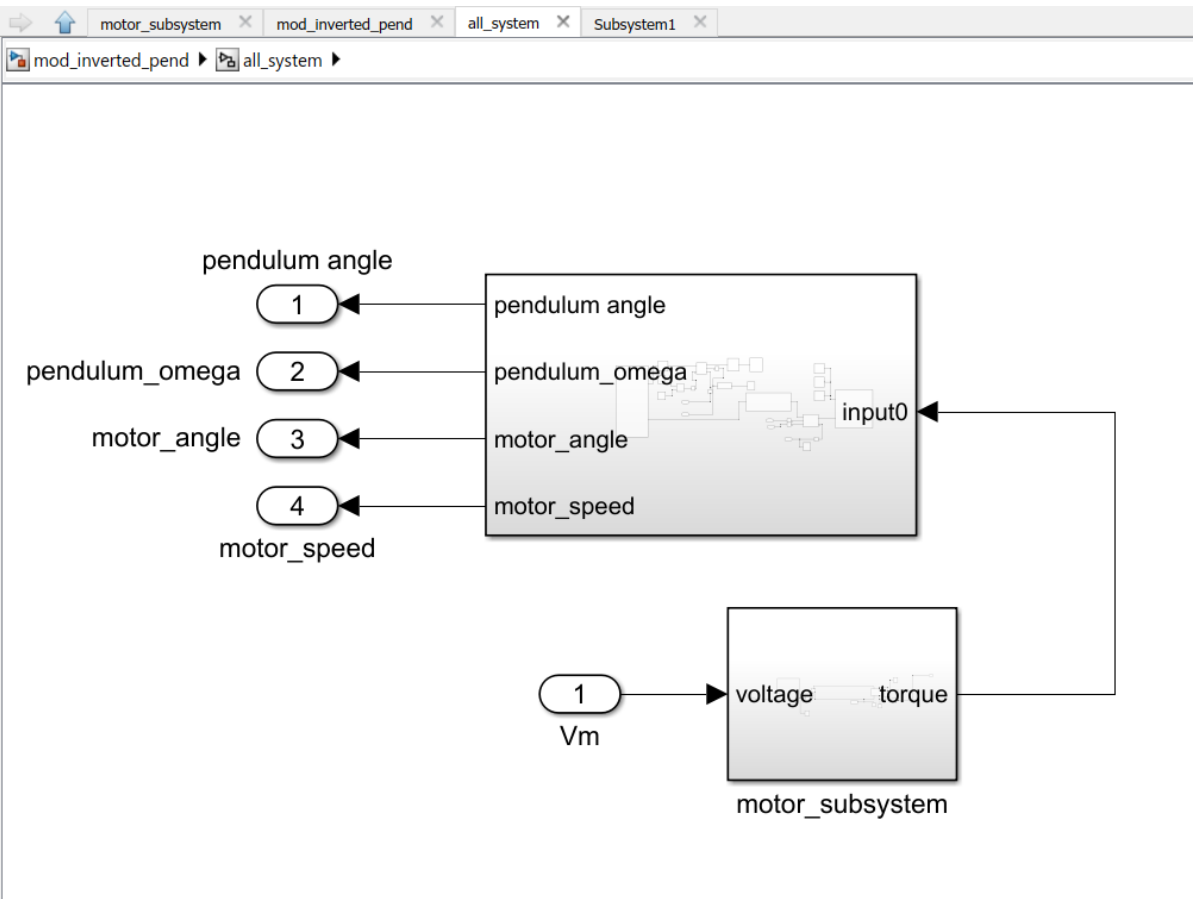 motor_subsystem
mod_inverted_pend
all_system
Subsystem1
mod_inverted_pend
all_system
pendulum angle
1
pendulum angle
pendulum_omega
2
pendulum_omega
input0
motor_angle
3
motor_angle
4
motor_speed
motor_speed
1
Vm
voltage
torque
motor_subsystem